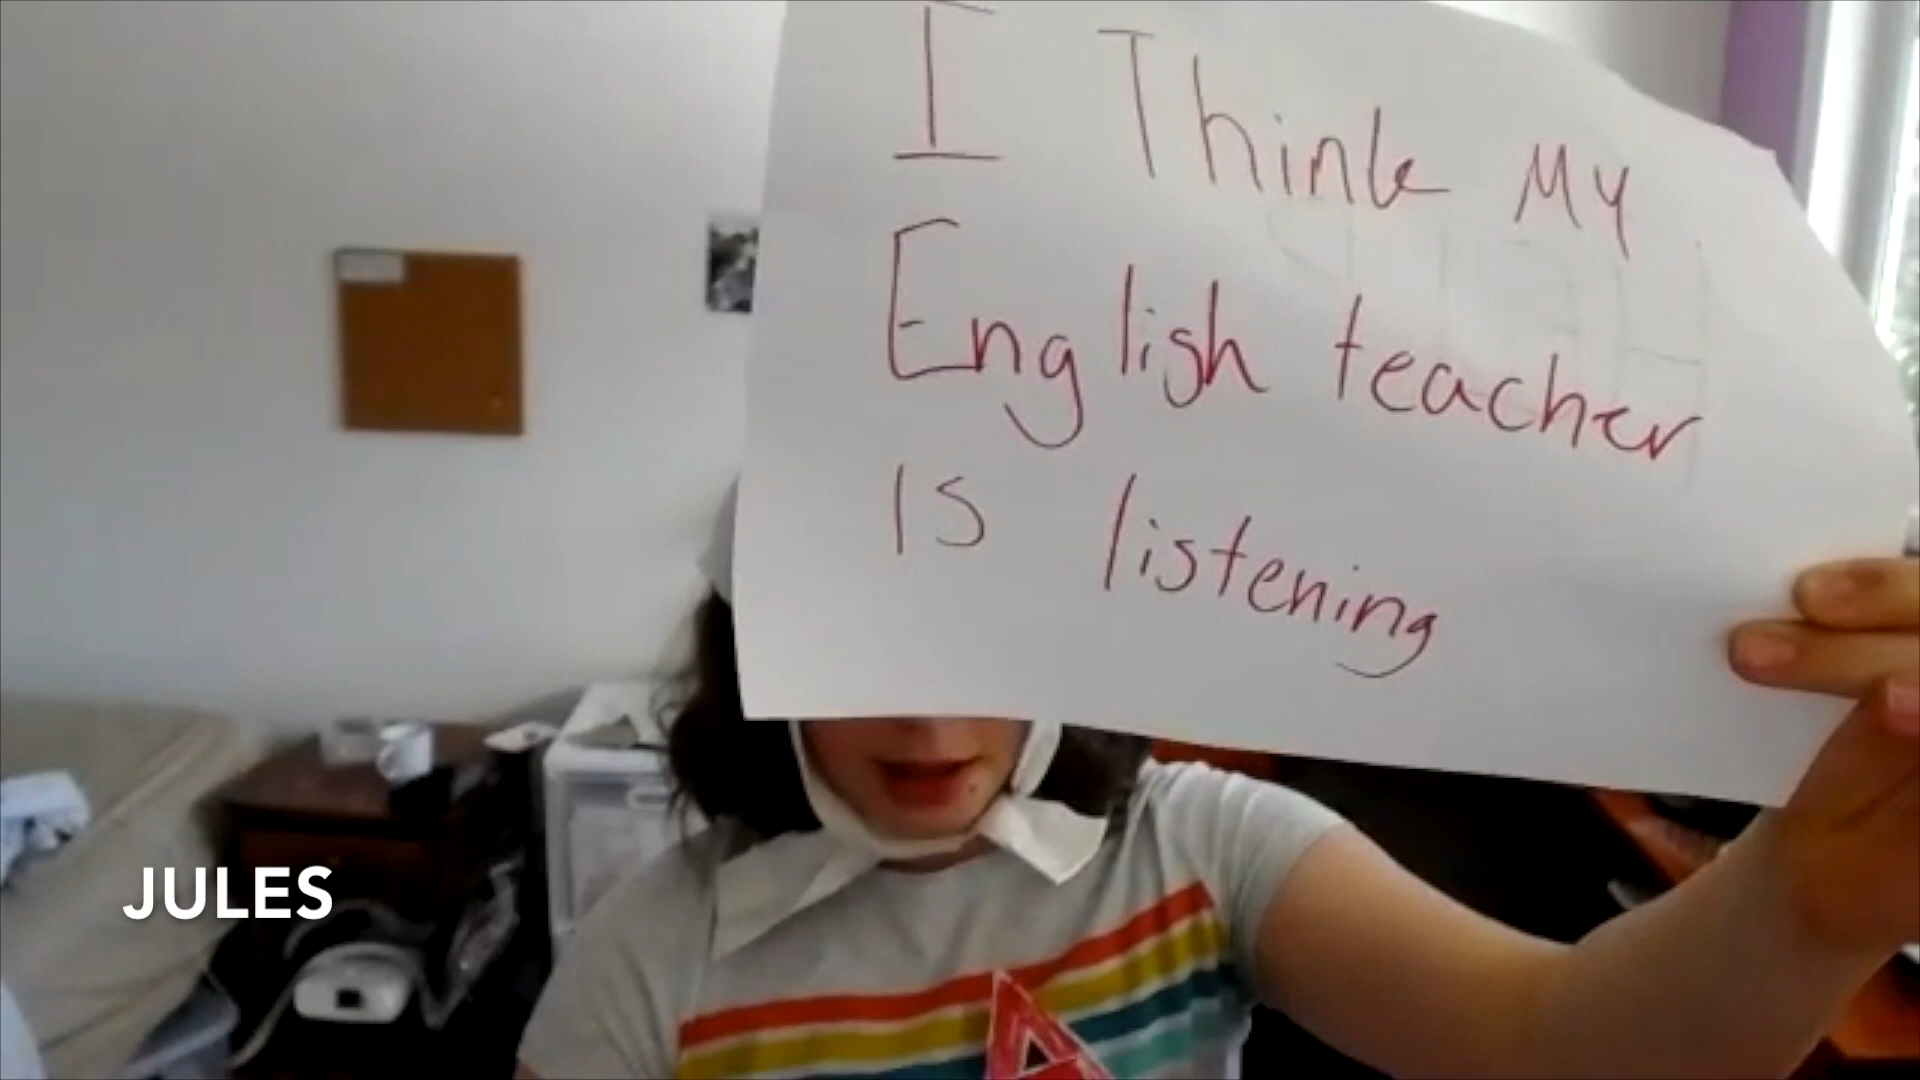 I Think My
English teacher
Is listening
JULES
A